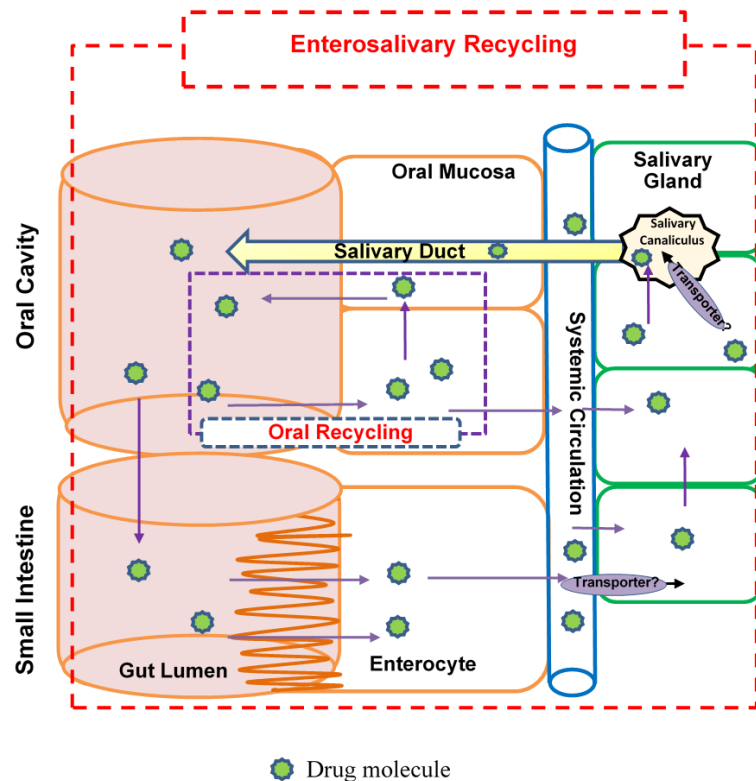 Enterosalivary Recycling
Oral Mucosa
Salivary
Gland
Salivary
Canaliculus
Transporter?
Salivary Duct
Oral Cavity
Systemic Circulation
Oral Recycling
Small Intestine
Transporter?
Gut Lumen
Enterocyte
Drug molecule